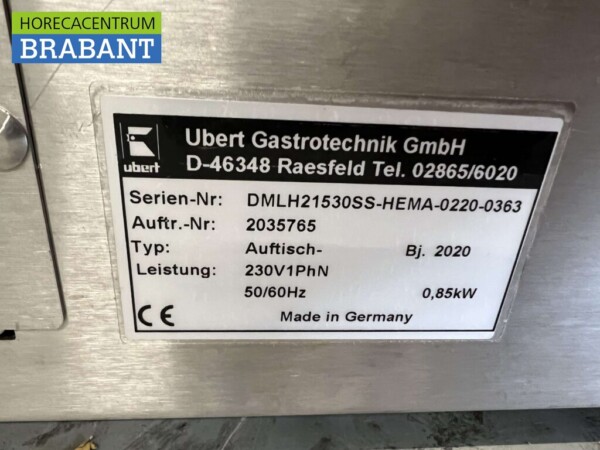 HORECACENTRUM
BRABANT
ubert
Ubert Gastrotechnik GmbH
D-46348 Raesfeld Tel. 02865/6020
Serien-Nr: DMLH21530SS-HEMA-0220-0363
Auftr.-Nr: 2035765
Typ: Auftisch- Bj. 2020
Leistung: 230V1PhN
50/60Hz 0,85kW
CE Made in Germany